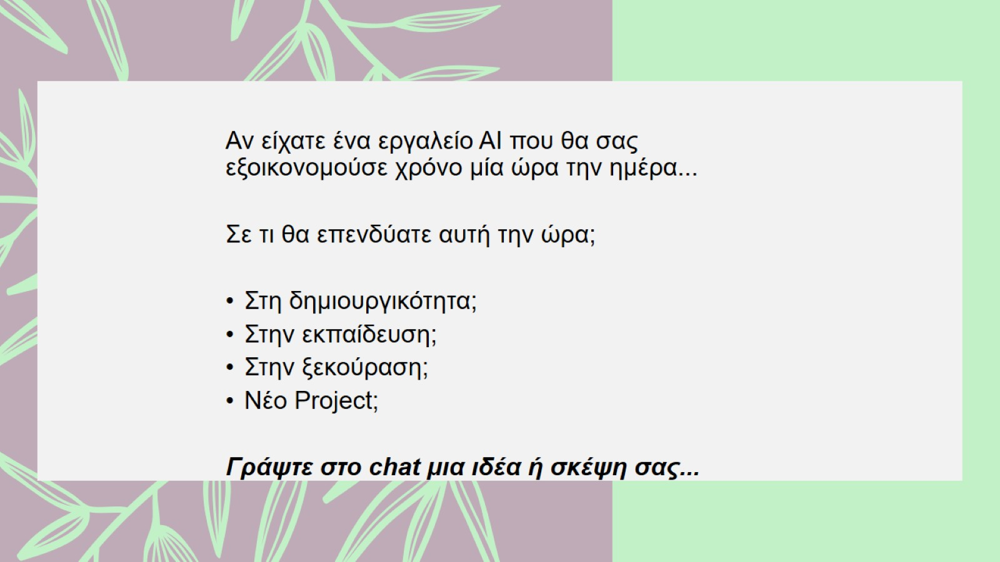 Αν είχατε ένα εργαλείο AI που θα σας
εξοικονομούσε χρόνο μία ώρα την ημέρα...
Σε τι θα επενδύατε αυτή την ώρα;
• Στη δημιουργικότητα;
• Στην εκπαίδευση;
• Στην ξεκούραση;
• Νέο Project;
Γράψτε στο chat μια ιδέα ή σκέψη σας...